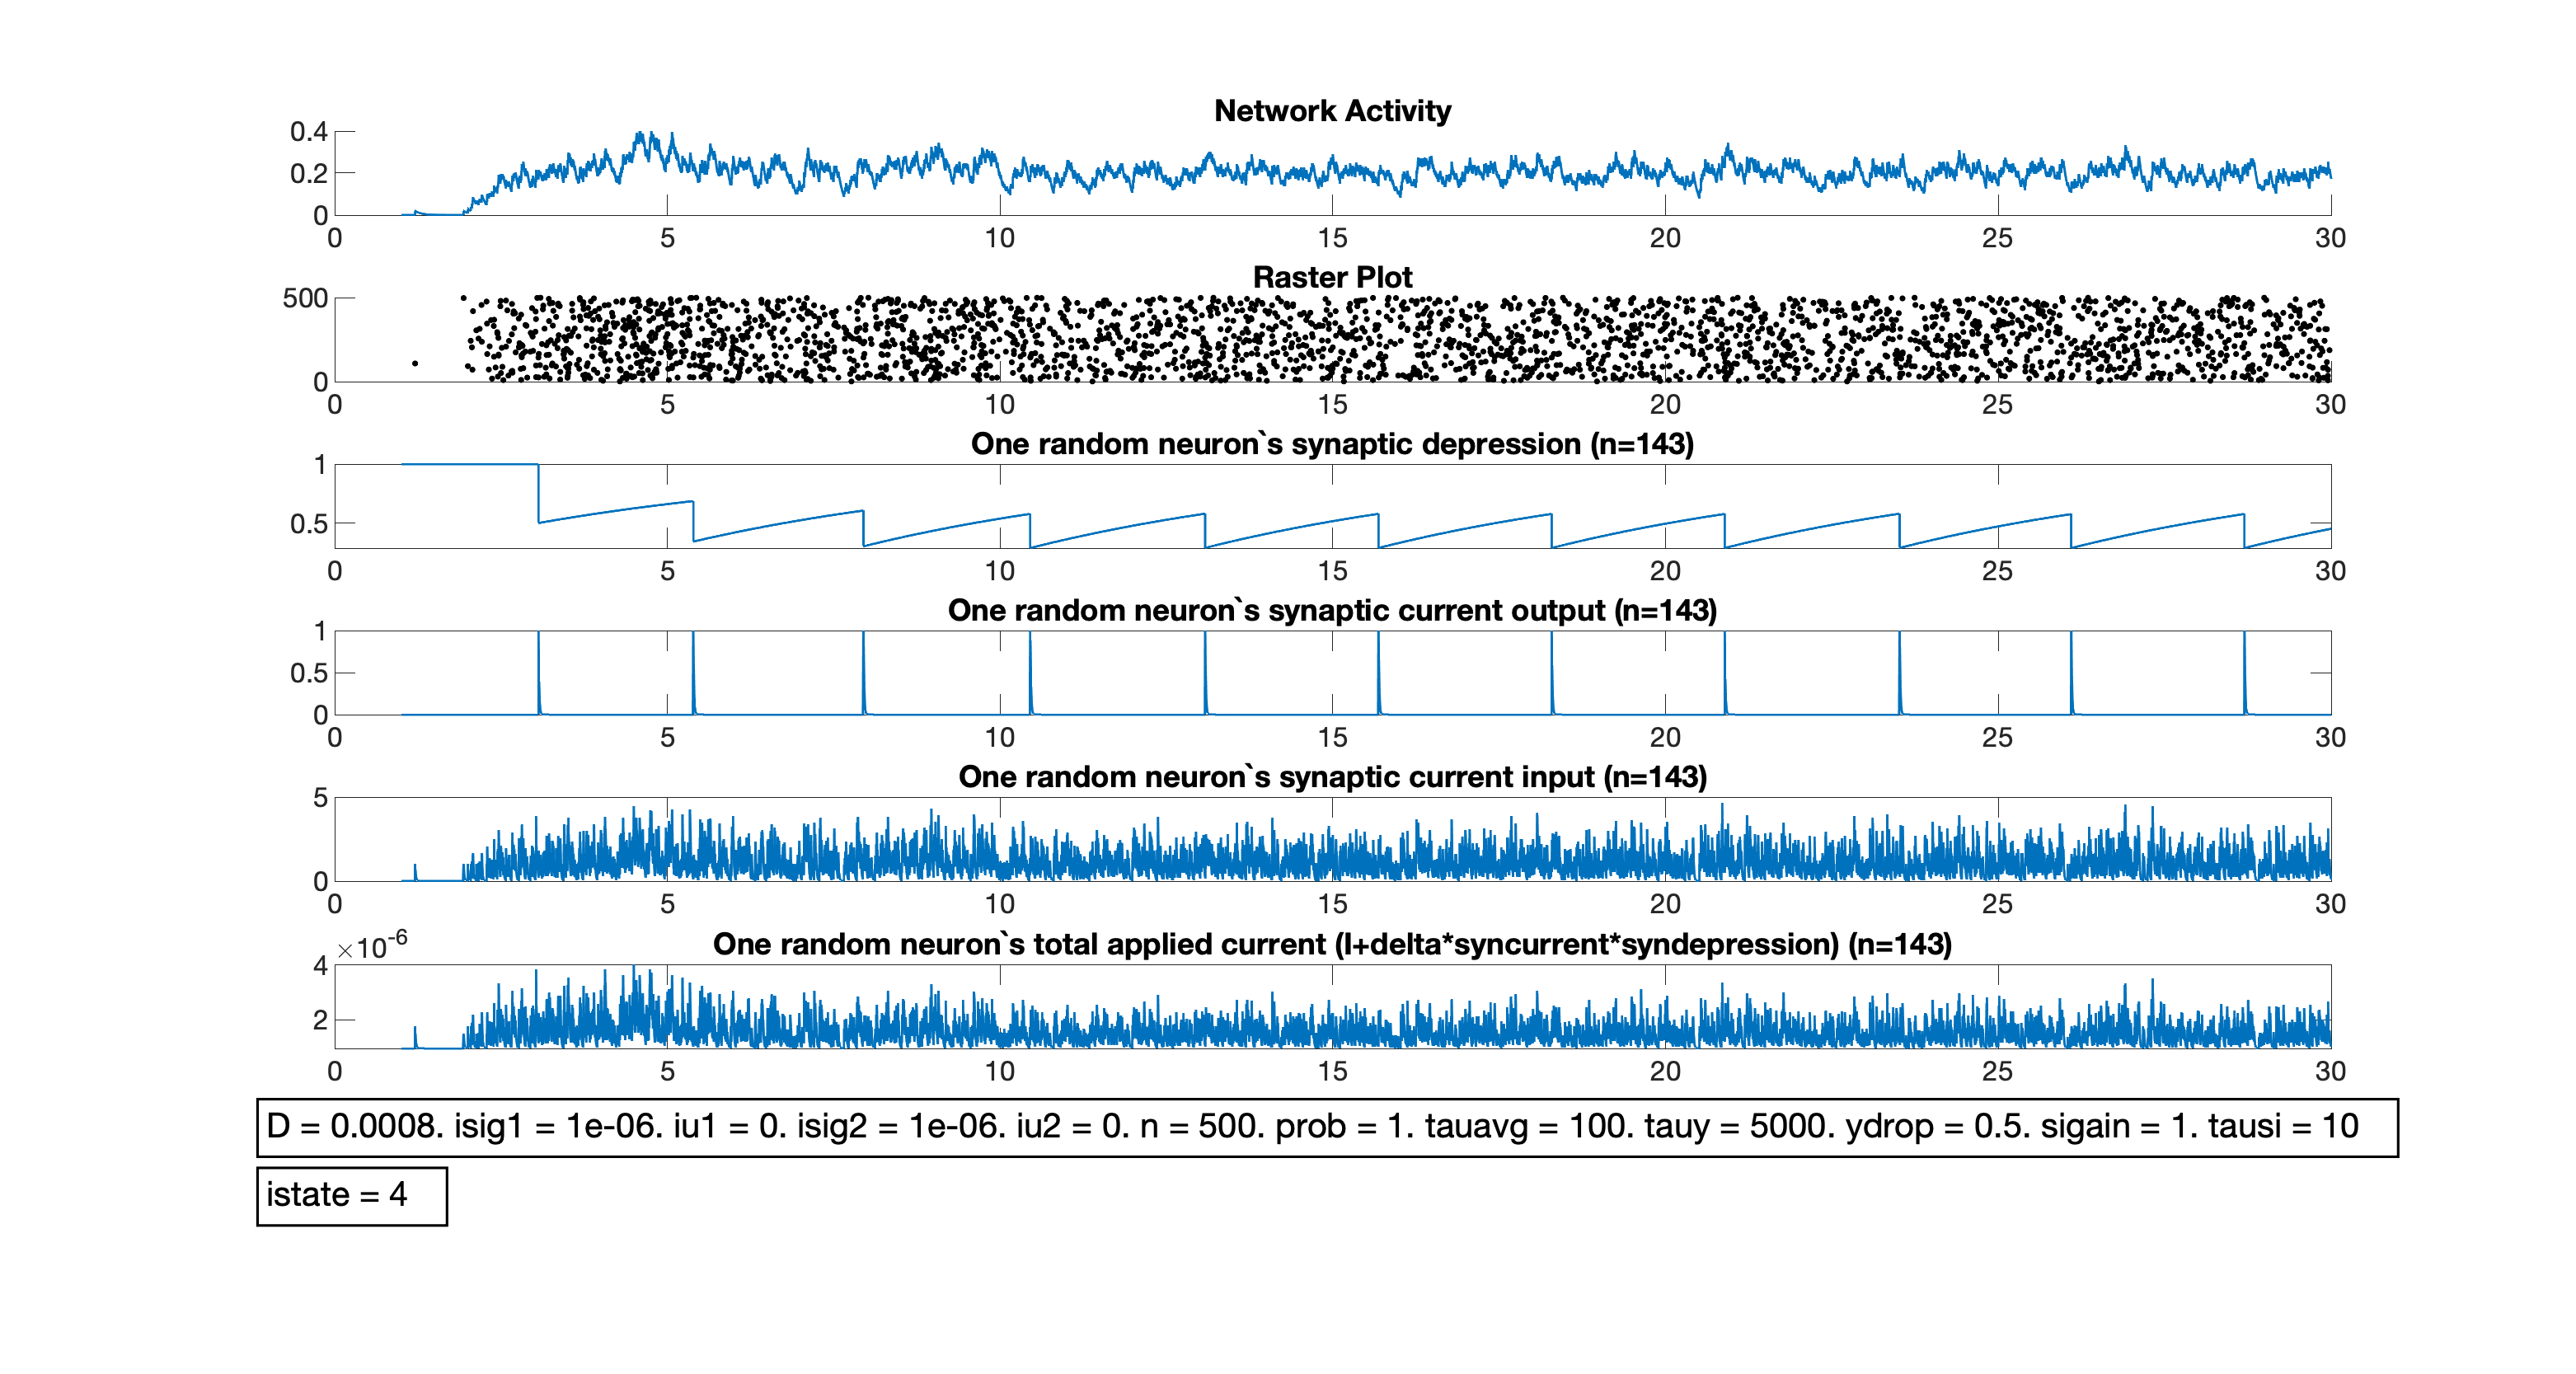 Network Activity
0.4
0.2
0
0 5 10 15 20 25 30
Raster Plot
500
0
0 5 10 15 20 25 30
One random neuron`s synaptic depression (n=143)
1
0.5
0 5 10 15 20 25 30
One random neuron`s synaptic current output (n=143)
1
0.5
0
0 5 10 15 20 25 30
One random neuron`s synaptic current input (n=143)
5
0
0 5 10 15 20 25 30
×10-6
One random neuron`s total applied current (I+delta*syncurrent*syndepression) (n=143)
4
2
0 5 10 15 20 25 30
D = 0.0008. isig1 = 1e-06. iu1 = 0. isig2 = 1e-06. iu2 = 0. n = 500. prob = 1. tauavg = 100. tauy = 5000. ydrop = 0.5. sigain = 1. tausi = 10
istate = 4